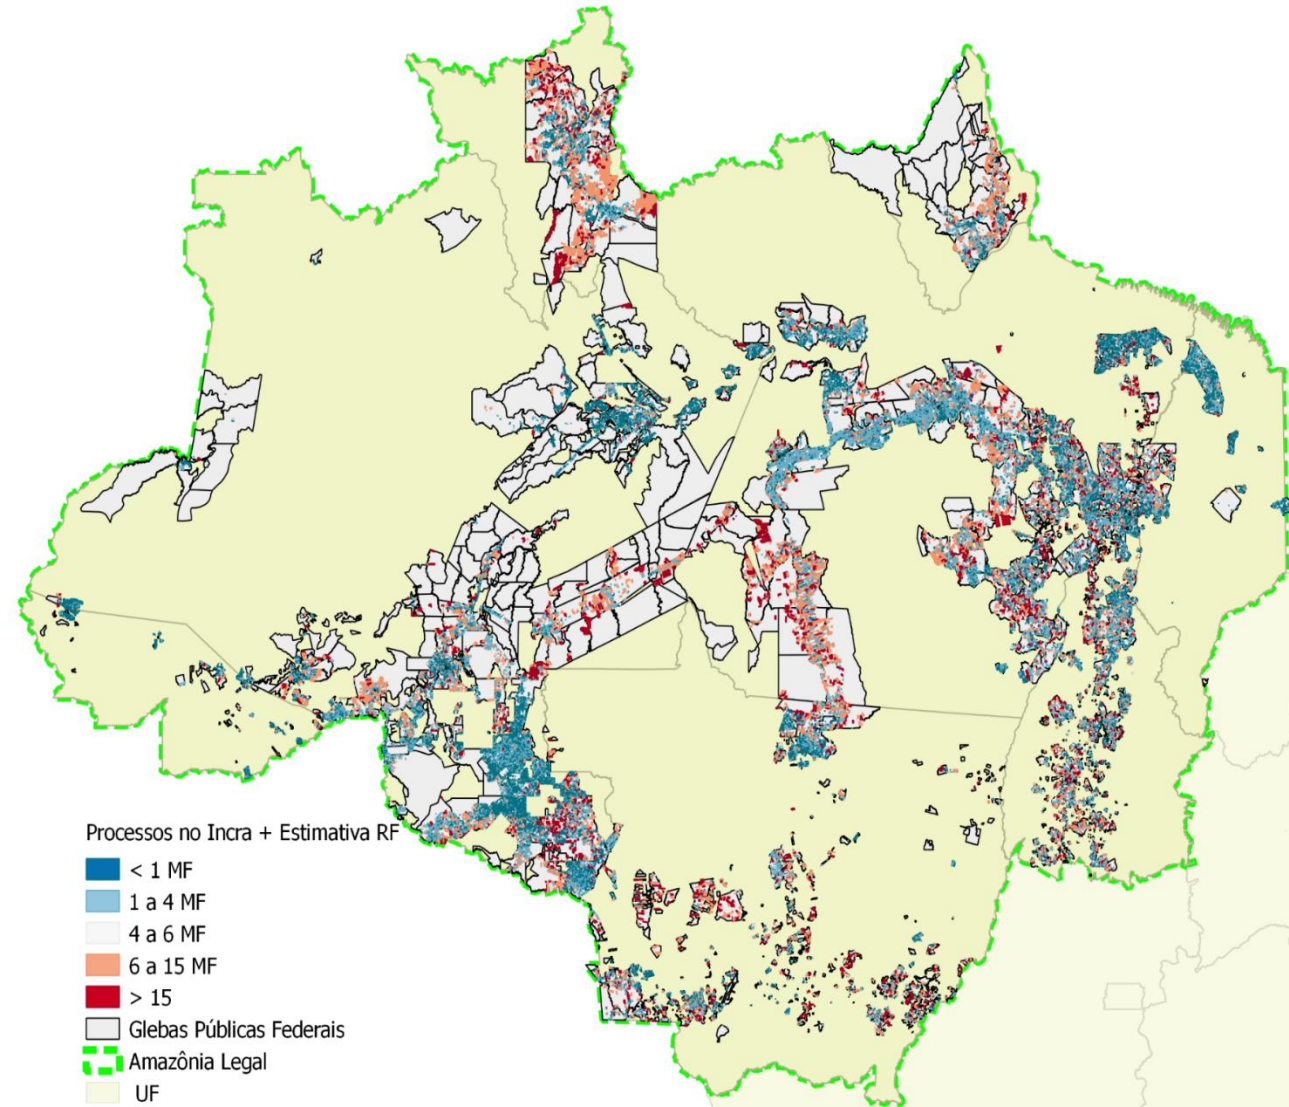 Processos no Incra + Estimativa RF
< 1 MF
1 a 4 MF
4 a 6 MF
6 a 15 MF
> 15
Glebas Públicas Federais
Amazônia Legal
UF